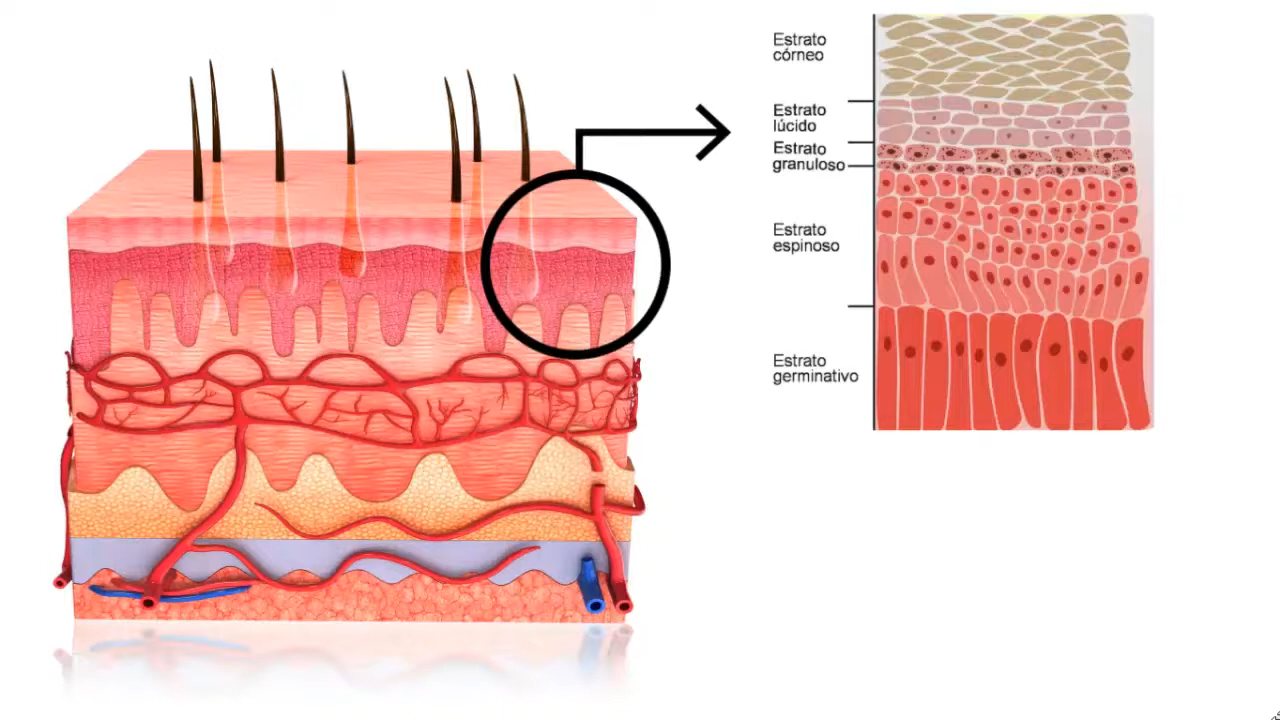 Estrato
córneo
Estrato
lúcido
Estrato
granuloso
Estrato
espinoso
Estrato
germinativo